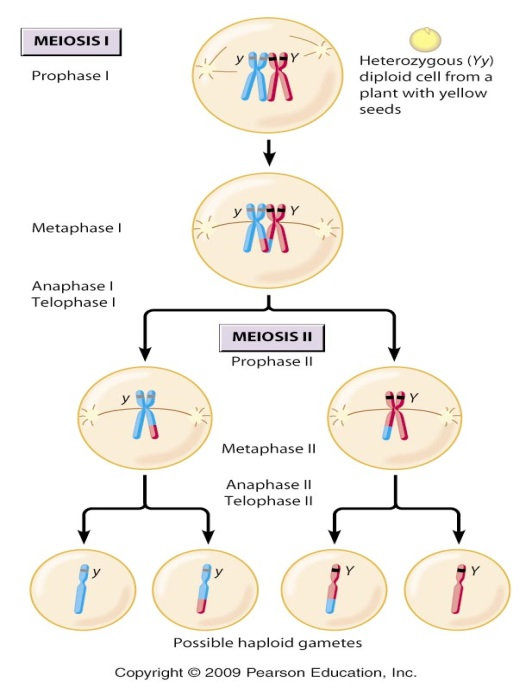 MEIOSIS I
Prophase I
y Y
Heterozygous (Yy)
diploid cell from a
plant with yellow
seeds
Metaphase I
y Y
Anaphase I
Telophase I
MEIOSIS II
Prophase II
y
Y
Metaphase II
Anaphase II
Telophase II
y
y
Y
Y
Possible haploid gametes
Copyright © 2009 Pearson Education, Inc.